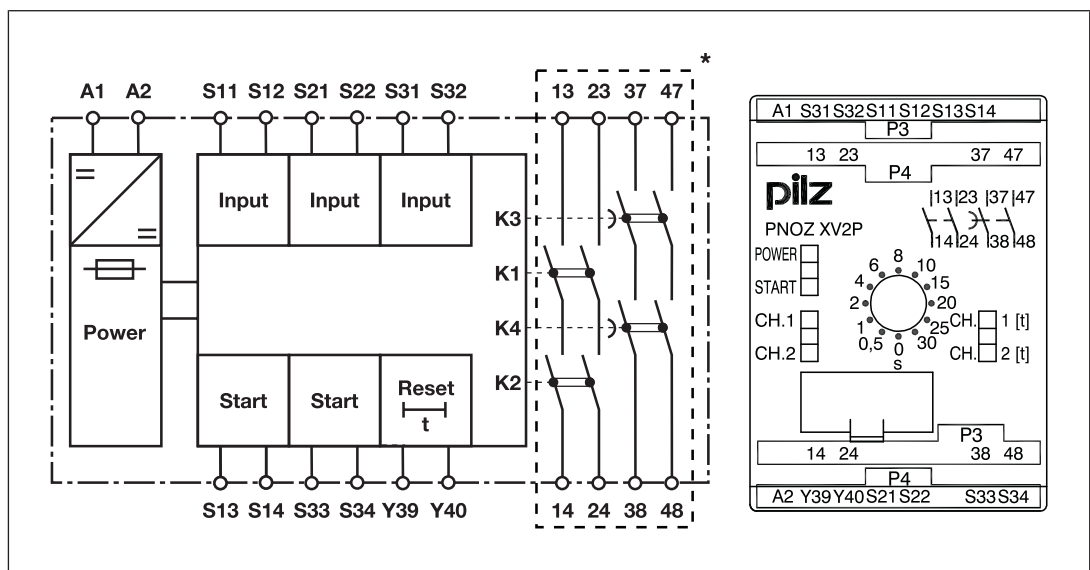 *
A1 A2 S11 S12 S21 S22 S31 S32 13 23 37 47
Input Input Input
K3
K1
Power
K4
K2
Start Start Reset
t
S13 S14 S33 S34 Y39 Y40 14 24 38 48
A1 S31 S32 S11 S12 S13 S14
P3
13 23 37 47
P4
pilz
PNOZ XV2P
13 23 37 47
14 24 38 48
POWER
START
CH.1
CH.2
0 0,5 1 2 4 6 8 10 15 20 25 30
s
CH. 1 [t]
CH. 2 [t]
P3
14 24 38 48
P4
A2 Y39 Y40 S21 S22 S33 S34